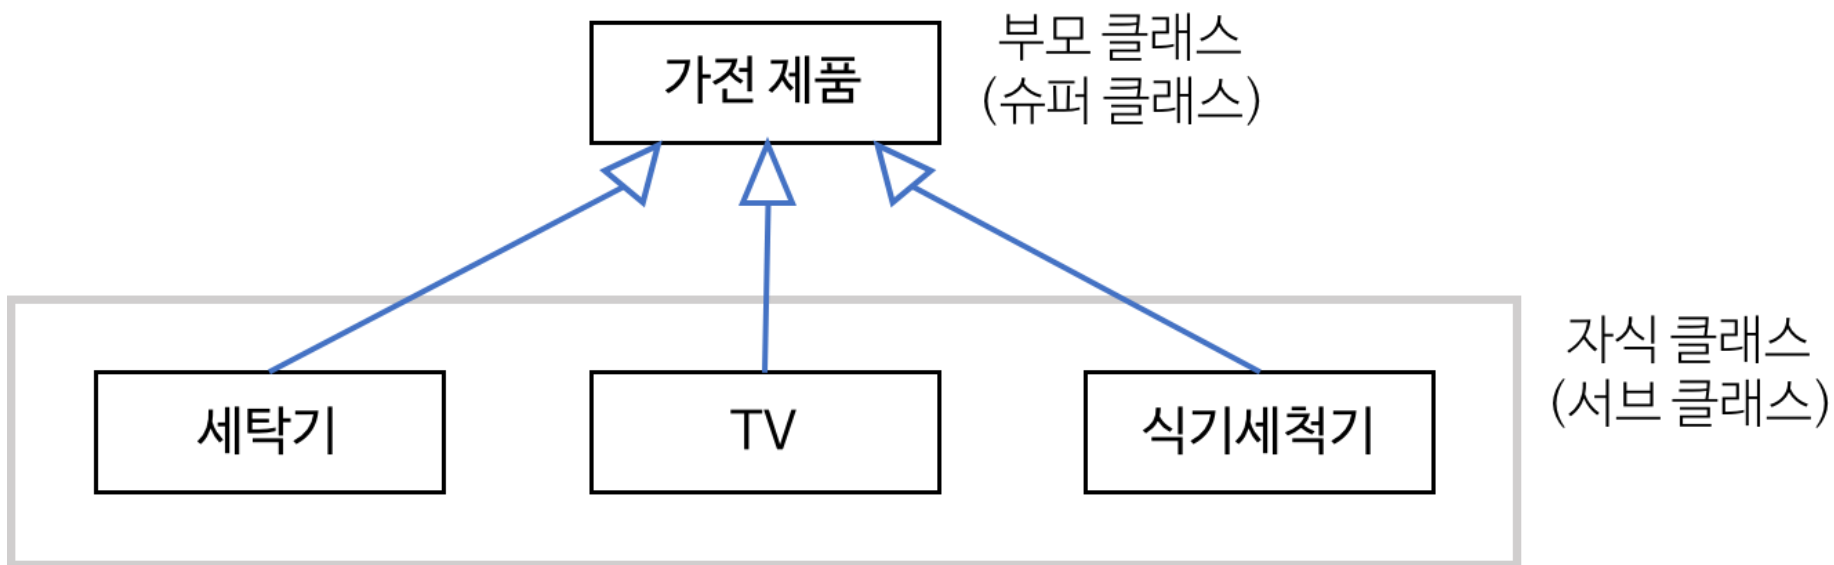 가전 제품
부모 클래스
(슈퍼 클래스)
세탁기
TV
식기세척기
자식 클래스
(서브 클래스)